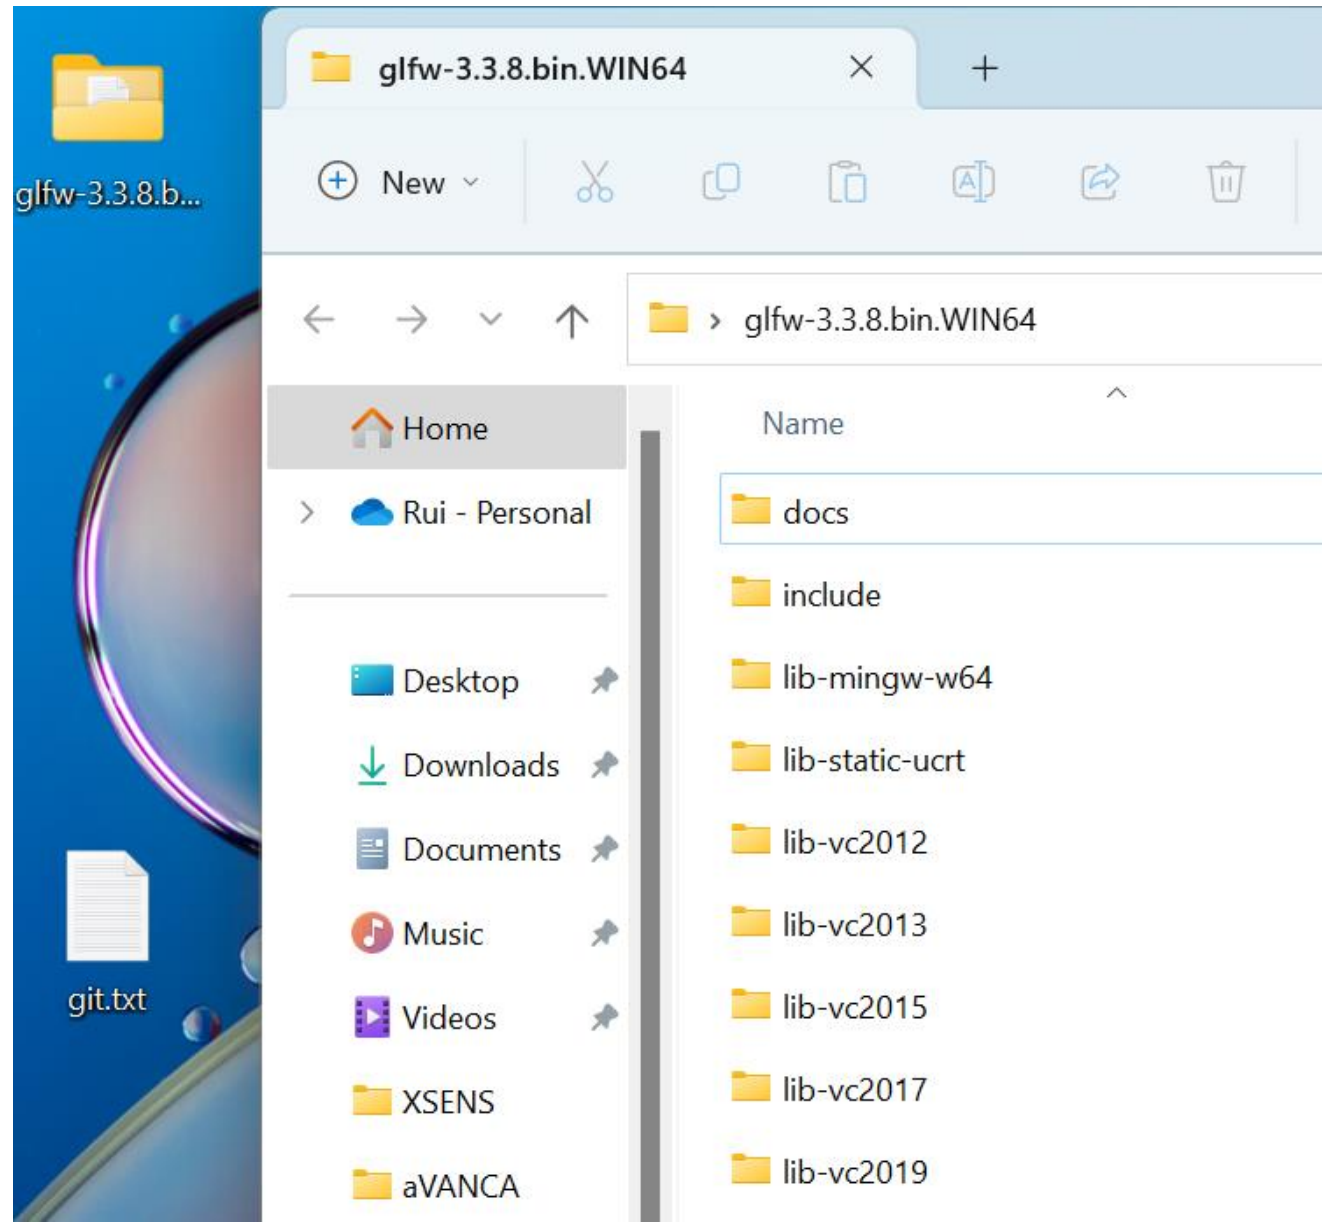 glfw-3.3.8.b...
git.txt
glfw-3.3.8.bin.WIN64
New
glfw-3.3.8.bin.WIN64
Home
Rui - Personal
Desktop
Downloads
Documents
Music
Videos
XSENS
aVANCA
Name
docs
include
lib-mingw-w64
lib-static-ucrt
lib-vc2012
lib-vc2013
lib-vc2015
lib-vc2017
lib-vc2019